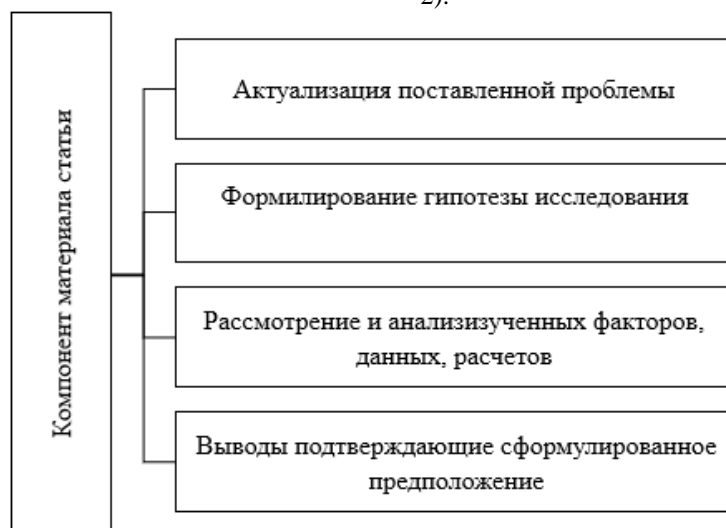 2).
Компонент материала статьи
Актуализация поставленной проблемы
Формилирование гипотезы исследования
Рассмотрение и анализизученных факторов,
данных, расчетов
Выводы подтверждающие сформулированное
предположение